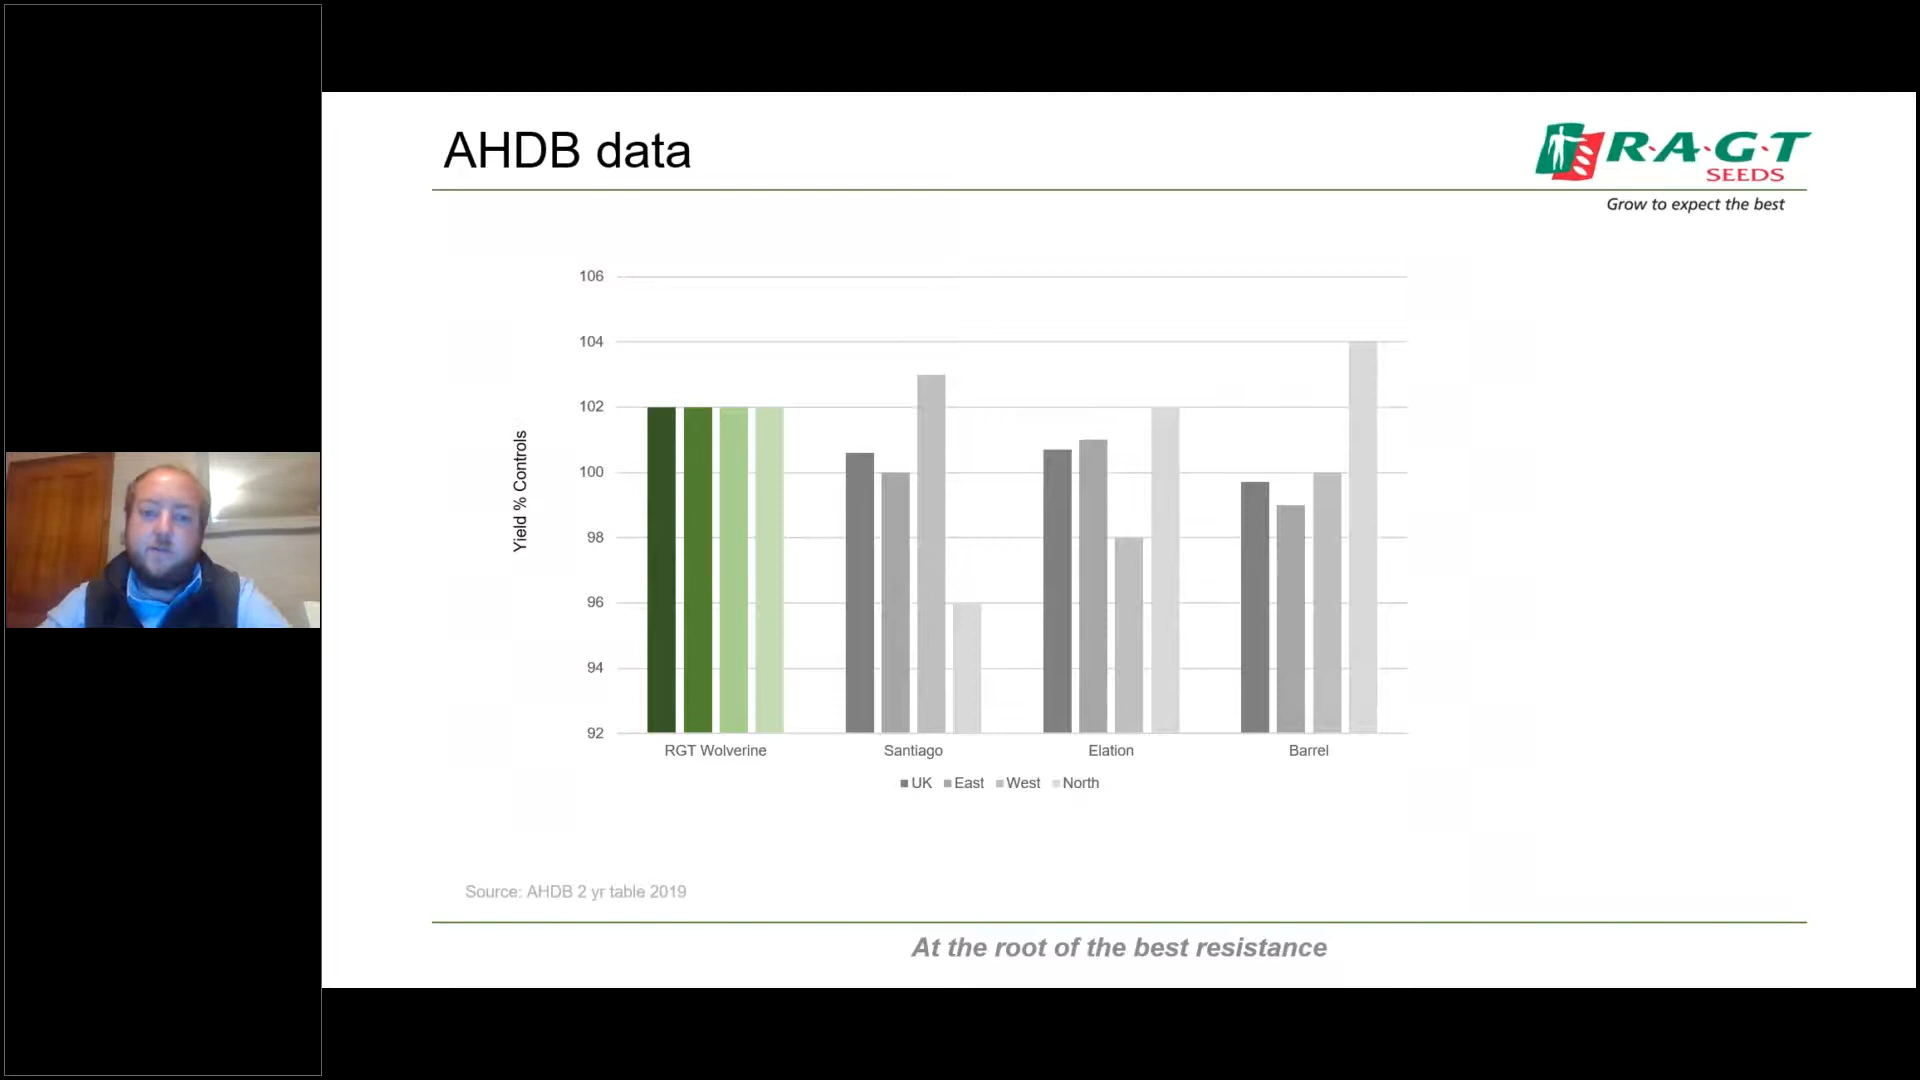 AHDB data
R·A·G·T
SEEDS
Grow to expect the best
106
104
102
100
98
96
94
92
Yield % Controls
RGT Wolverine Santiago Elation Barrel
UK East West North
Source: AHDB 2 yr table 2019
At the root of the best resistance